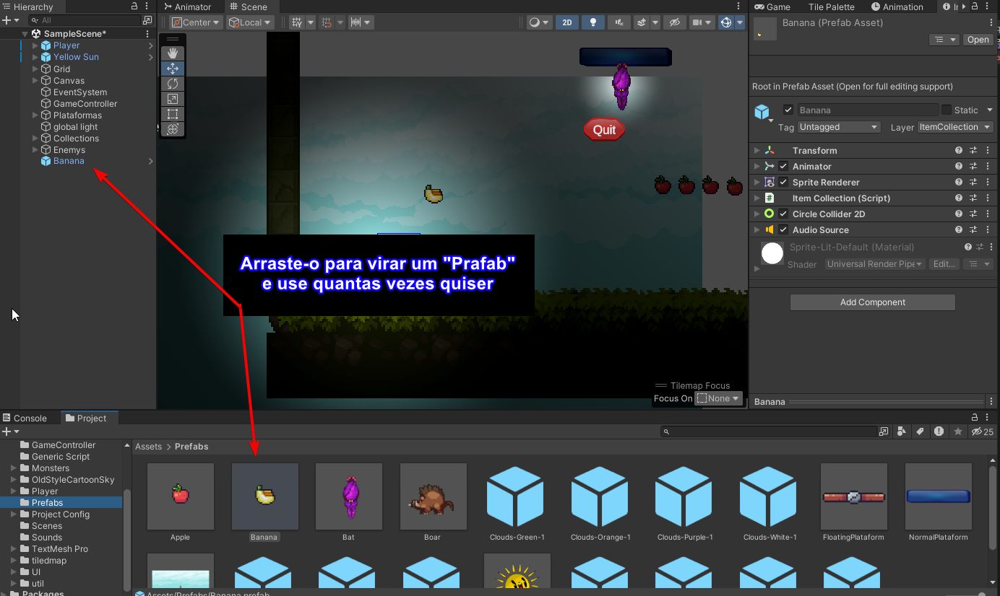 Hierarchy
All
SampleScene*
Player
Yellow Sun
Grid
Canvas
EventSystem
GameController
Plataformas
global light
Collections
Enemys
Banana
Animator
Scene
Center
Local
2D
Quit
Arraste-o para virar um "Prafab"
e use quantas vezes quiser
Tilemap Focus
Focus On
None
Game
Tile Palette
Animation
Banana (Prefab Asset)
Open
Root in Prefab Asset (Open for full editing support)
Banana
Static
Tag
Untagged
Layer
ItemCollection
Transform
Animator
Sprite Renderer
Item Collection (Script)
Circle Collider 2D
Audio Source
Sprite-Lit-Default (Material)
Shader
Universal Render Pipe
Edit...
Add Component
Banana
Console
Project
25
GameController
Generic Script
Monsters
OldStyleCartoonSky
Player
Prefabs
Project Config
Scenes
Sounds
TextMesh Pro
tiledmap
UI
util
Packages
Assets
Prefabs
Apple
Banana
Bat
Boar
Clouds-Green-1
Clouds-Orange-1
Clouds-Purple-1
Clouds-White-1
FloatingPlataform
NormalPlataform
Assets/Prefabs/Banana.prefab